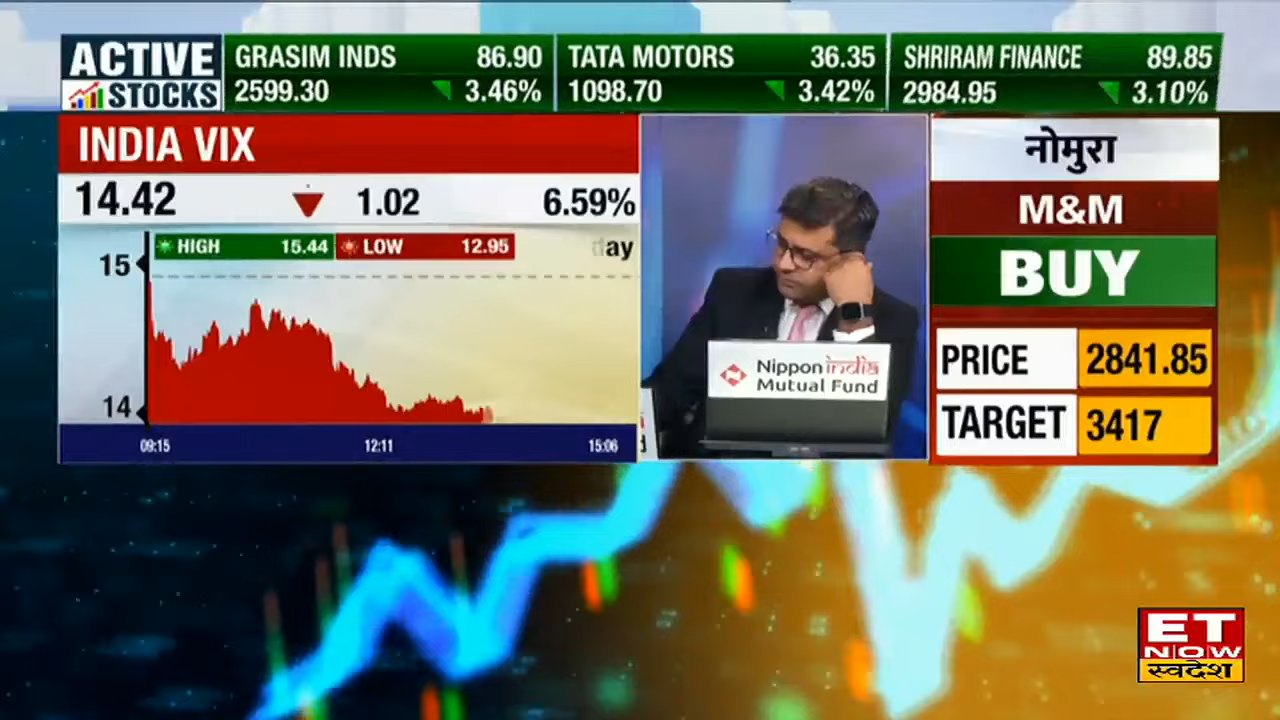 ACTIVE
STOCKS
GRASIM INDS 86.90
2599.30 3.46%
TATA MOTORS 36.35
1098.70 3.42%
SHRIRAM FINANCE 89.85
2984.95 3.10%
INDIA VIX
14.42 1.02 6.59%
HIGH 15.44 LOW 12.95 day
15
14
09:15 12:11 15:06
Nippon india
Mutual Fund
नोमुरा
M&M
BUY
PRICE 2841.85
TARGET 3417
ET
NOW
स्वदेश